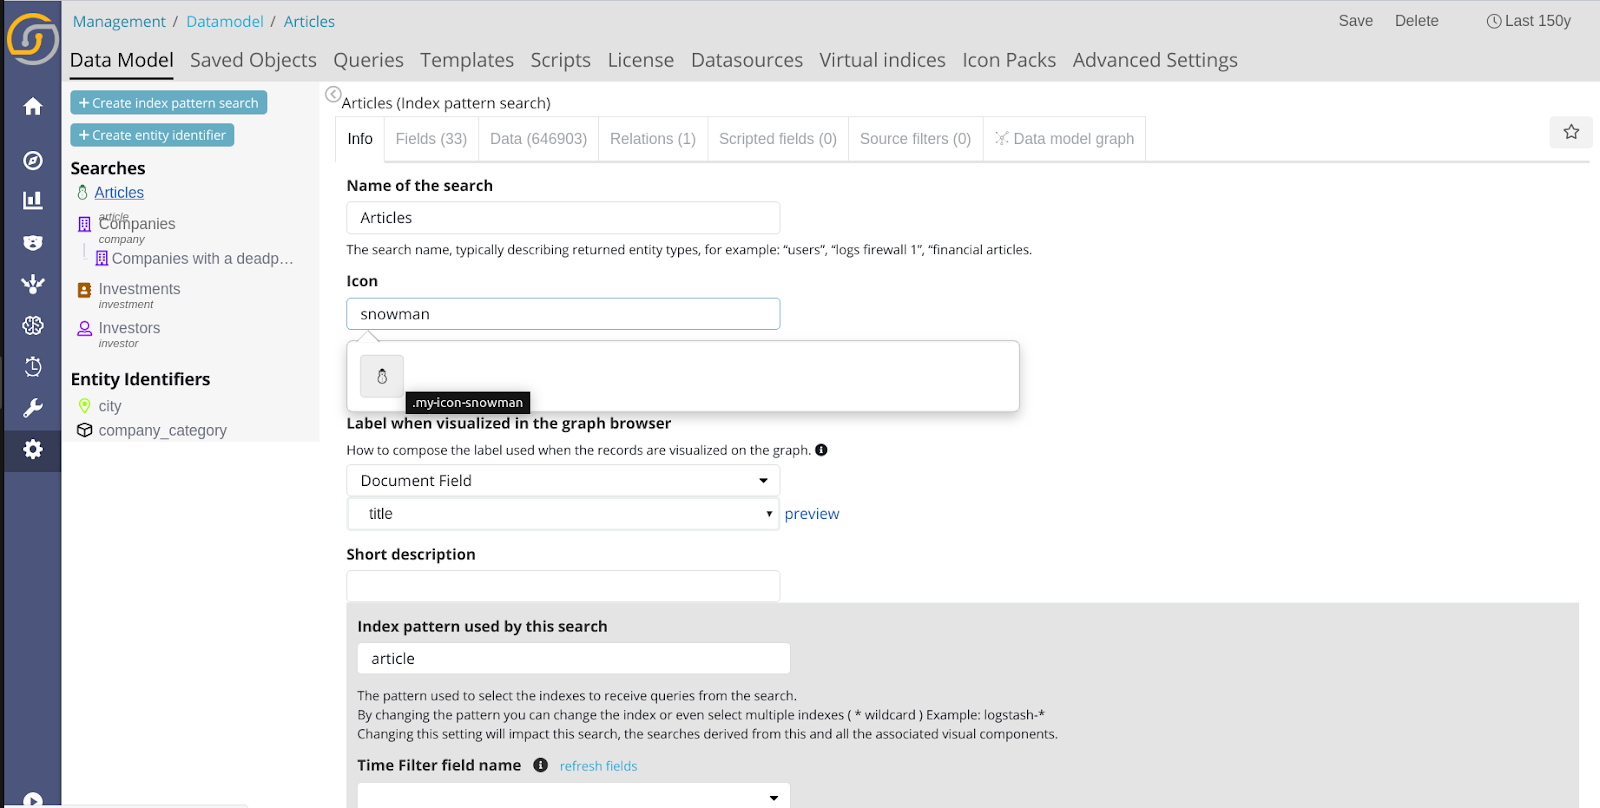 Management / Datamodel / Articles
Save Delete Last 150y
Data Model Saved Objects Queries Templates Scripts License Datasources Virtual indices Icon Packs Advanced Settings
+ Create index pattern search
+ Create entity identifier
Searches
Articles
article
Companies
company
Companies with a deadp...
Investments
investment
Investors
investor
Entity Identifiers
city
company_category
Articles (Index pattern search)
Info Fields (33) Data (646903) Relations (1) Scripted fields (0) Source filters (0) Data model graph
Name of the search
Articles
The search name, typically describing returned entity types, for example: “users”, “logs firewall 1”, “financial articles.
Icon
snowman
.my-icon-snowman
Label when visualized in the graph browser
How to compose the label used when the records are visualized on the graph.
Document Field
title preview
Short description
Index pattern used by this search
article
The pattern used to select the indexes to receive queries from the search.
By changing the pattern you can change the index or even select multiple indexes ( * wildcard ) Example: logstash-*
Changing this setting will impact this search, the searches derived from this and all the associated visual components.
Time Filter field name refresh fields